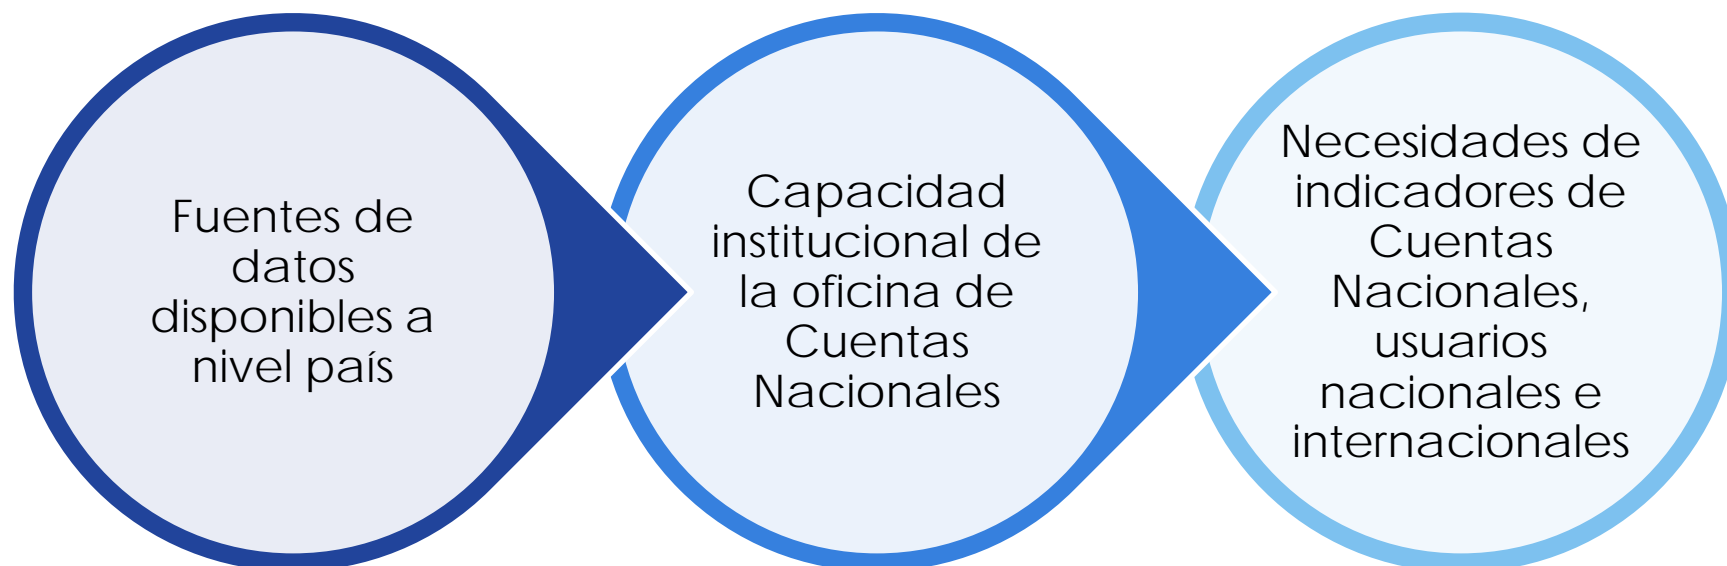 Fuentes de
datos
disponibles a
nivel país
Capacidad
institucional de
la oficina de
Cuentas
Nacionales
Necesidades de
indicadores de
Cuentas
Nacionales,
usuarios
nacionales e
internacionales